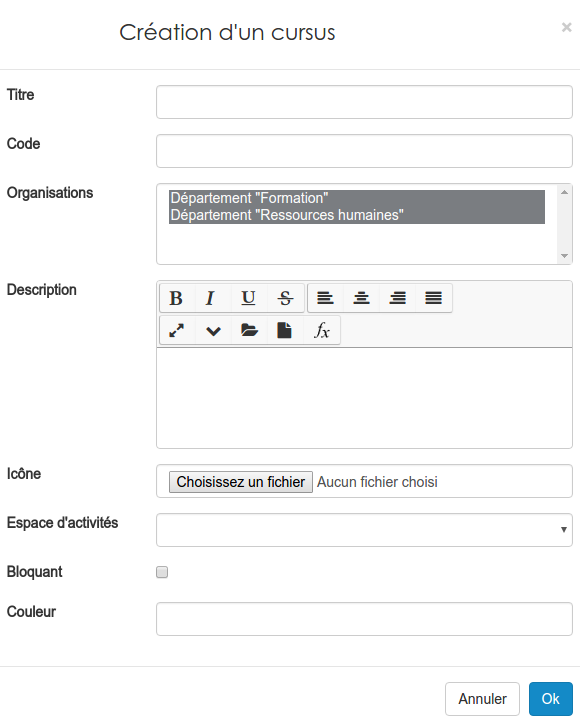 Création d'un cursus
×
Titre
Code
Organisations
Département "Formation"
Département "Ressources humaines"
Description
B I U S
fx
Icône
Choisissez un fichier Aucun fichier choisi
Espace d'activités
Bloquant
Couleur
Annuler Ok